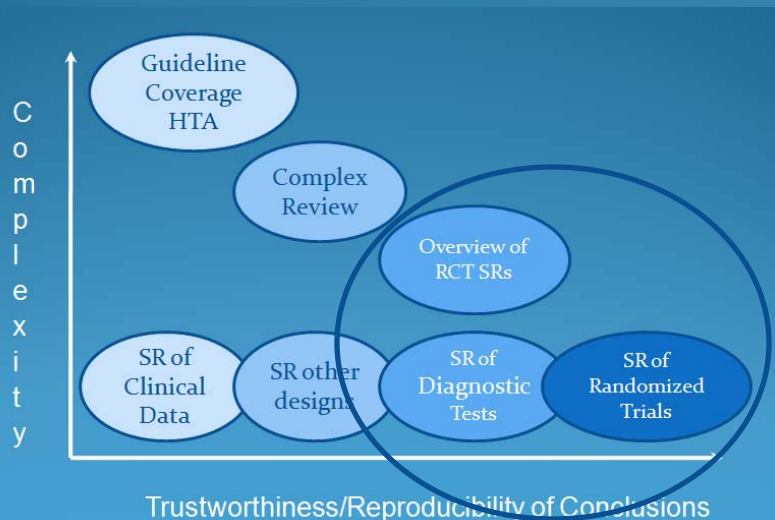 Complexity
Guideline
Coverage
HTA
Complex
Review
Overview of
RCT SRs
SR of
Clinical
Data
SR other
designs
SR of
Diagnostic
Tests
SR of
Randomized
Trials
Trustworthiness/Reproducibility of Conclusions